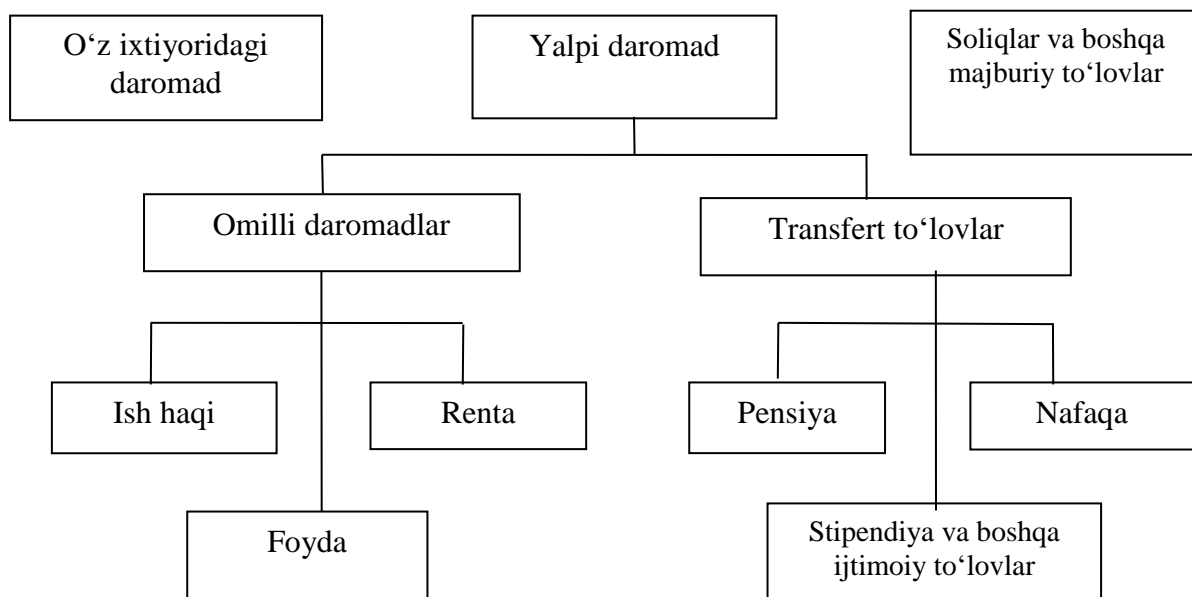 O‘z ixtiyoridagi
daromad
Yalpi daromad
Soliqlar va boshqa
majburiy to‘lovlar
Omilli daromadlar
Transfert to‘lovlar
Ish haqi
Renta
Pensiya
Nafaqa
Foyda
Stipendiya va boshqa
ijtimoiy to‘lovlar